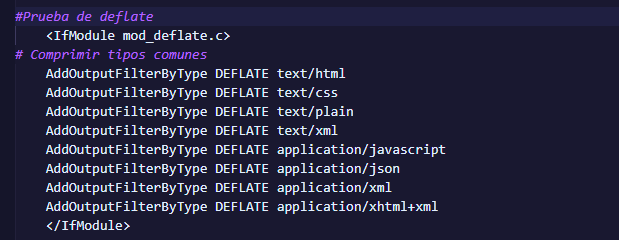 #Prueba de deflate
<IfModule mod_deflate.c>
# Comprimir tipos comunes
AddOutputFilterByType DEFLATE text/html
AddOutputFilterByType DEFLATE text/css
AddOutputFilterByType DEFLATE text/plain
AddOutputFilterByType DEFLATE text/xml
AddOutputFilterByType DEFLATE application/javascript
AddOutputFilterByType DEFLATE application/json
AddOutputFilterByType DEFLATE application/xml
AddOutputFilterByType DEFLATE application/xhtml+xml
</IfModule>